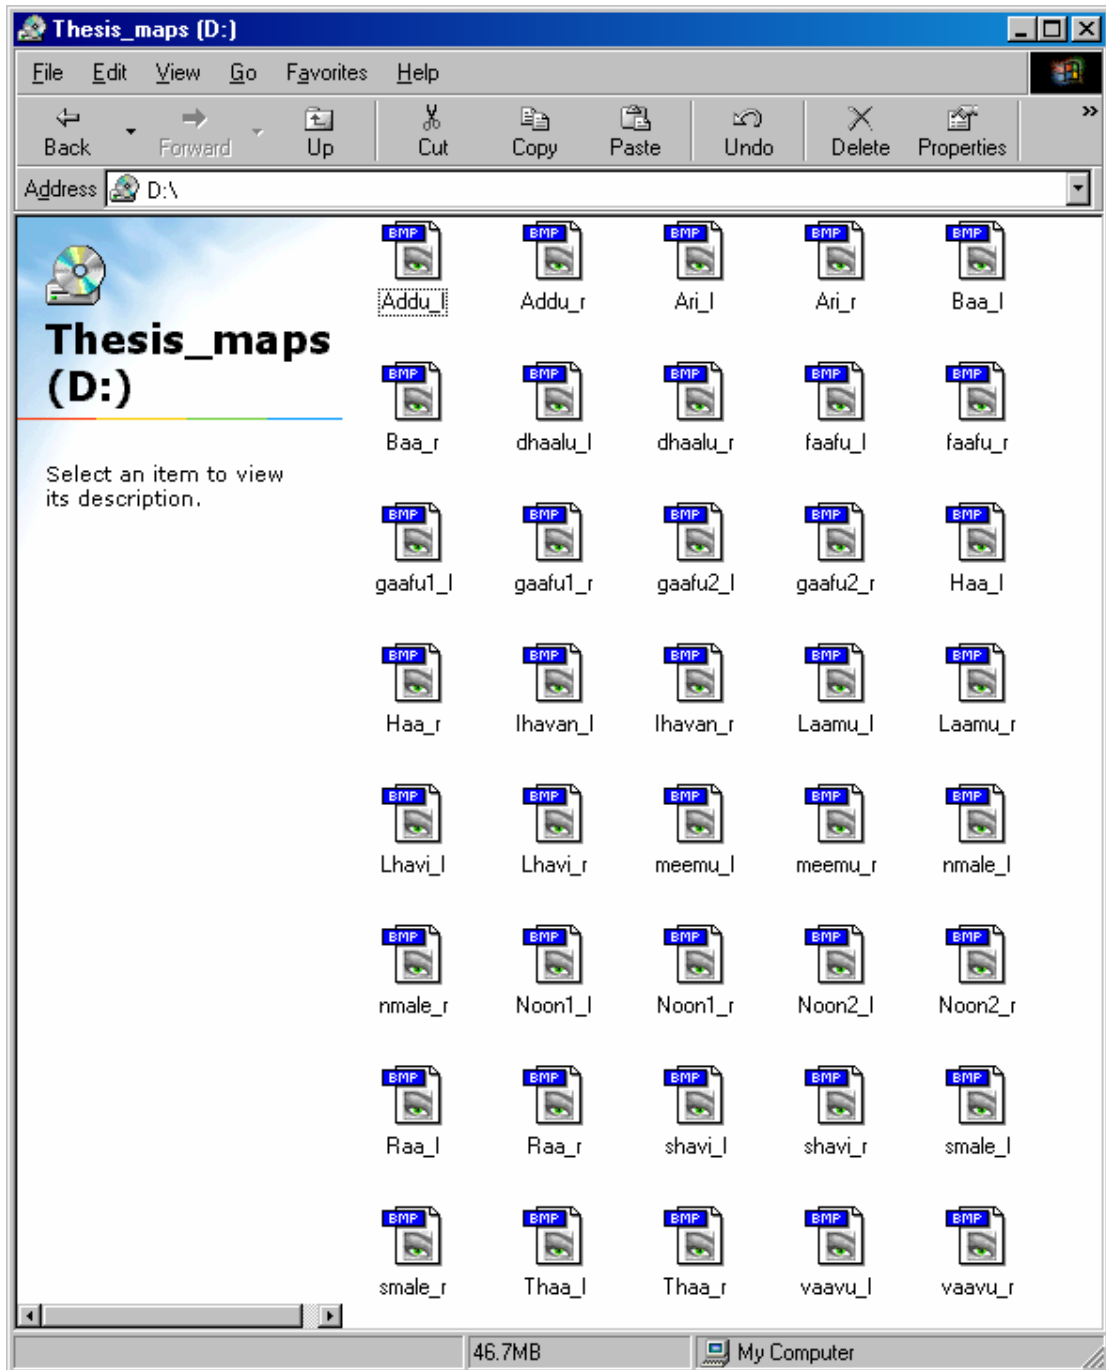 Thesis_maps (D:)
File Edit View Go Favorites Help
Back Forward Up Cut Copy Paste Undo Delete Properties »
Address D:\
Thesis_maps
(D:)
Select an item to view
its description.
BMP BMP BMP BMP BMP
Addu_l Addu_r Ari_l Ari_r Baa_l
BMP BMP BMP BMP BMP
Baa_r dhaalu_l dhaalu_r faafu_l faafu_r
BMP BMP BMP BMP BMP
gaafu1_l gaafu1_r gaafu2_l gaafu2_r Haa_l
BMP BMP BMP BMP BMP
Haa_r Ihavan_l Ihavan_r Laamu_l Laamu_r
BMP BMP BMP BMP BMP
Lhavi_l Lhavi_r meemu_l meemu_r nmale_l
BMP BMP BMP BMP BMP
nmale_r Noon1_l Noon1_r Noon2_l Noon2_r
BMP BMP BMP BMP BMP
Raa_l Raa_r shavi_l shavi_r smale_l
BMP BMP BMP BMP BMP
smale_r Thaa_l Thaa_r vaavu_l vaavu_r
46.7MB My Computer